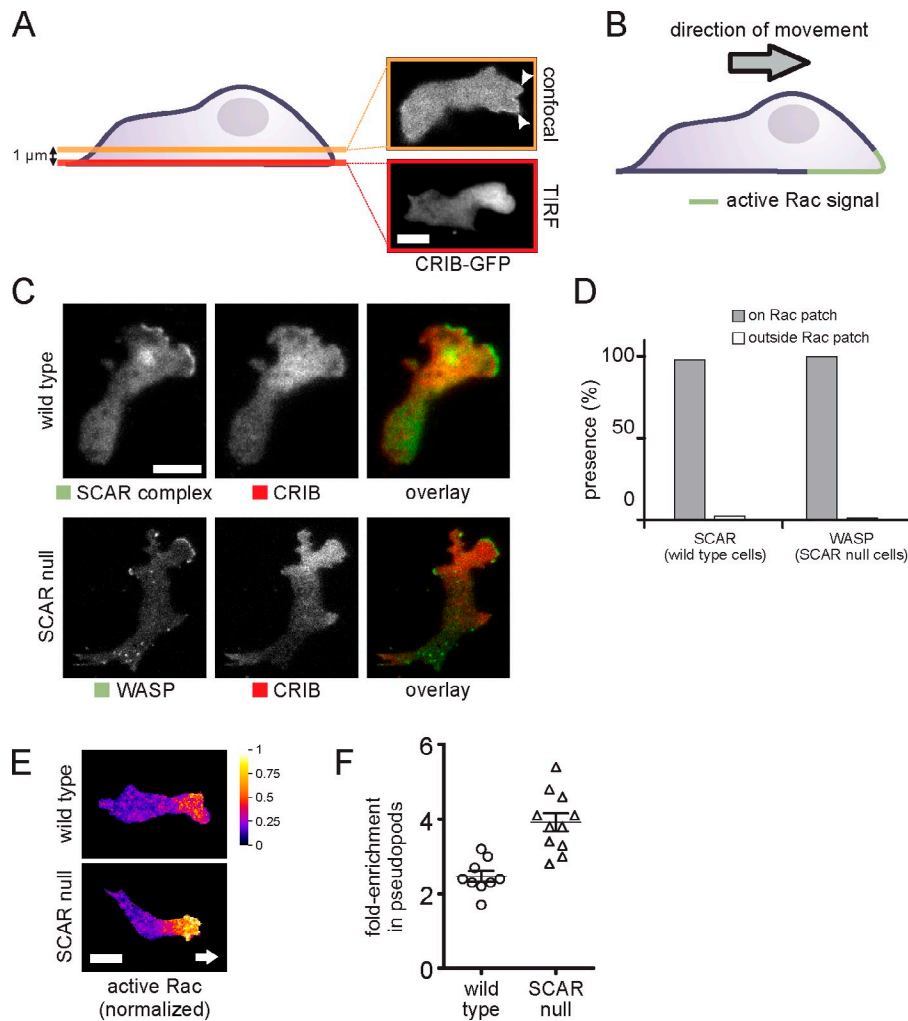 A
1 µm
confocal
TIRF
CRIB-GFP
B
direction of movement
active Rac signal
C
wild type
SCAR complex
CRIB
overlay
SCAR null
WASP
CRIB
overlay
D
on Rac patch
outside Rac patch
presence (%)
100
50
0
SCAR
(wild type cells)
WASP
(SCAR null cells)
E
wild type
SCAR null
1
0.75
0.5
0.25
0
active Rac
(normalized)
F
fold-enrichment
in pseudopods
6
4
2
0
wild
type
SCAR
null